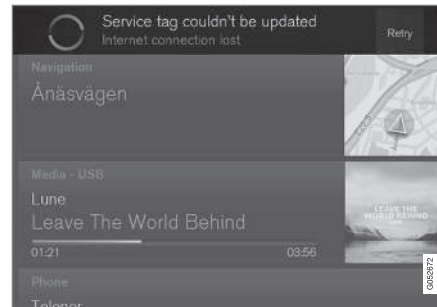 Service tag couldn't be updated
Internet connection lost
Retry
Navigation
Ånäsvägen
Media - USB
Lune
Leave The World Behind
01:21
03:56
LEAVE THE
WORLD BEHIND
Phone
Telenor
G052672